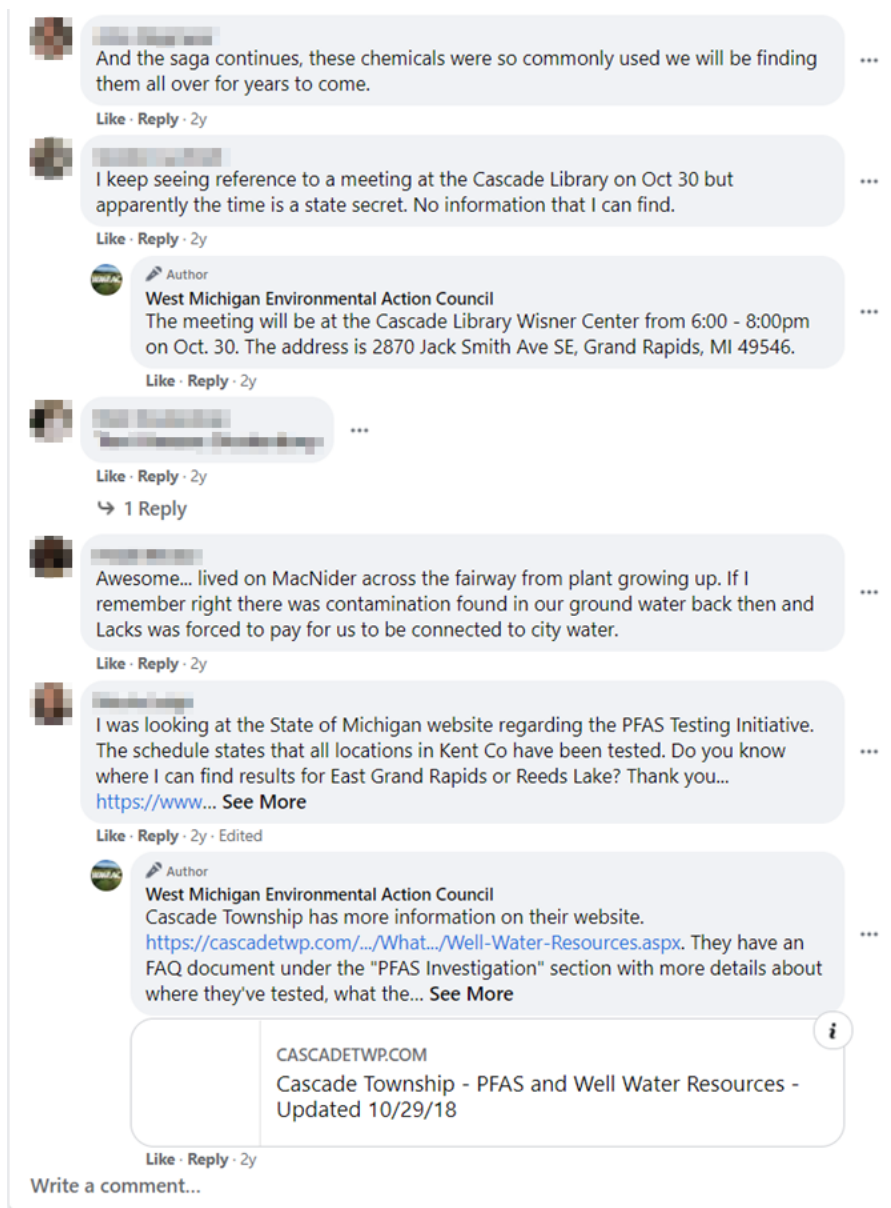 And the saga continues, these chemicals were so commonly used we will be finding
them all over for years to come.
Like · Reply · 2y
I keep seeing reference to a meeting at the Cascade Library on Oct 30 but
apparently the time is a state secret. No information that I can find.
Like · Reply · 2y
Author
West Michigan Environmental Action Council
The meeting will be at the Cascade Library Wisner Center from 6:00 - 8:00pm
on Oct. 30. The address is 2870 Jack Smith Ave SE, Grand Rapids, MI 49546.
Like · Reply · 2y
Like · Reply · 2y
1 Reply
Awesome... lived on MacNider across the fairway from plant growing up. If I
remember right there was contamination found in our ground water back then and
Lacks was forced to pay for us to be connected to city water.
Like · Reply · 2y
I was looking at the State of Michigan website regarding the PFAS Testing Initiative.
The schedule states that all locations in Kent Co have been tested. Do you know
where I can find results for East Grand Rapids or Reeds Lake? Thank you...
https://www... See More
Like · Reply · 2y · Edited
Author
West Michigan Environmental Action Council
Cascade Township has more information on their website.
https://cascadetwp.com/.../What.../Well-Water-Resources.aspx. They have an
FAQ document under the "PFAS Investigation" section with more details about
where they've tested, what the... See More
CASCADETWP.COM
Cascade Township - PFAS and Well Water Resources -
Updated 10/29/18
Like · Reply · 2y
Write a comment...